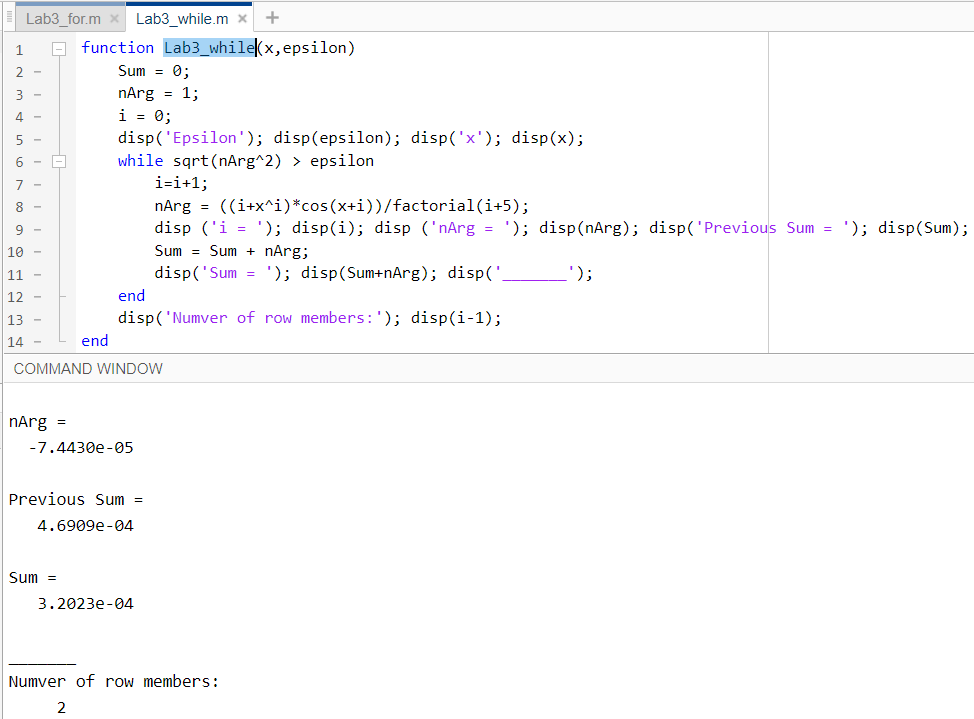 Lab3_for.m × Lab3_while.m × +
1 function Lab3_while(x,epsilon)
2 – Sum = 0;
3 – nArg = 1;
4 – i = 0;
5 – disp('Epsilon'); disp(epsilon); disp('x'); disp(x);
6 – while sqrt(nArg^2) > epsilon
7 – i=i+1;
8 – nArg = ((i+x^i)*cos(x+i))/factorial(i+5);
9 – disp ('i = '); disp(i); disp ('nArg = '); disp(nArg); disp('Previous Sum = '); disp(Sum);
10 – Sum = Sum + nArg;
11 – disp('Sum = '); disp(Sum+nArg); disp('_______');
12 – end
13 – disp('Numver of row members:'); disp(i-1);
14 – end
COMMAND WINDOW
nArg =
-7.4430e-05
Previous Sum =
4.6909e-04
Sum =
3.2023e-04
_______
Numver of row members:
2